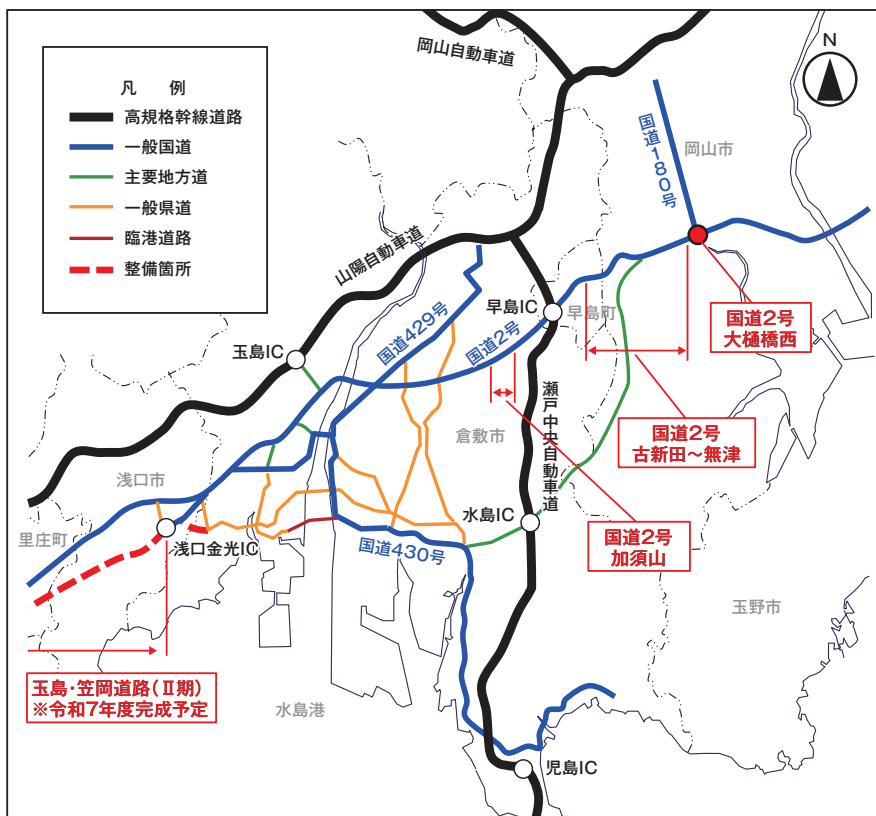 凡 例
高規格幹線道路
一般国道
主要地方道
一般県道
臨港道路
整備箇所
岡山自動車道
N
国道180号
岡山市
山陽自動車道
早島IC
早島町
国道2号
大樋橋西
国道429号
国道2号
玉島IC
瀬戸中央自動車道
倉敷市
国道2号
古新田～無津
浅口市
水島IC
里庄町
浅口金光IC
国道430号
国道2号
加須山
玉野市
玉島・笠岡道路(Ⅱ期)
※令和7年度完成予定
水島港
児島IC